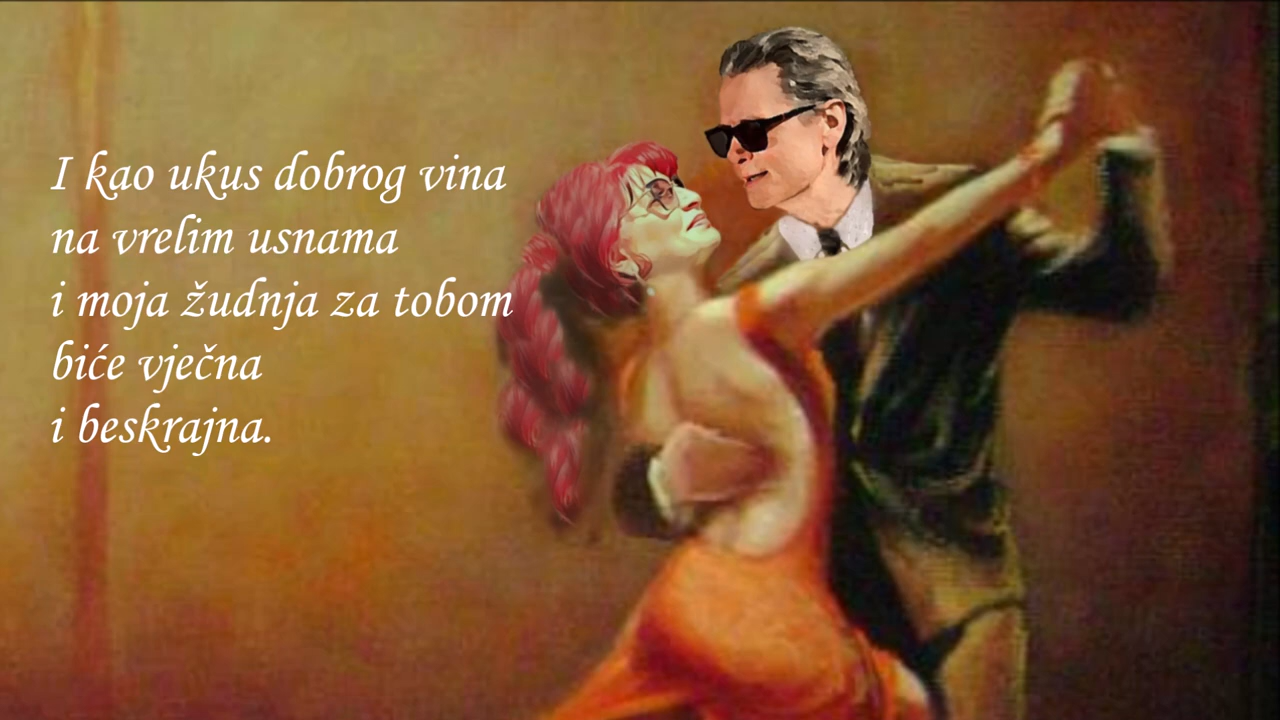 I kao ukus dobrog vina
na vrelim usnama
i moja žudnja za tobom
biće vječna
i beskrajna.